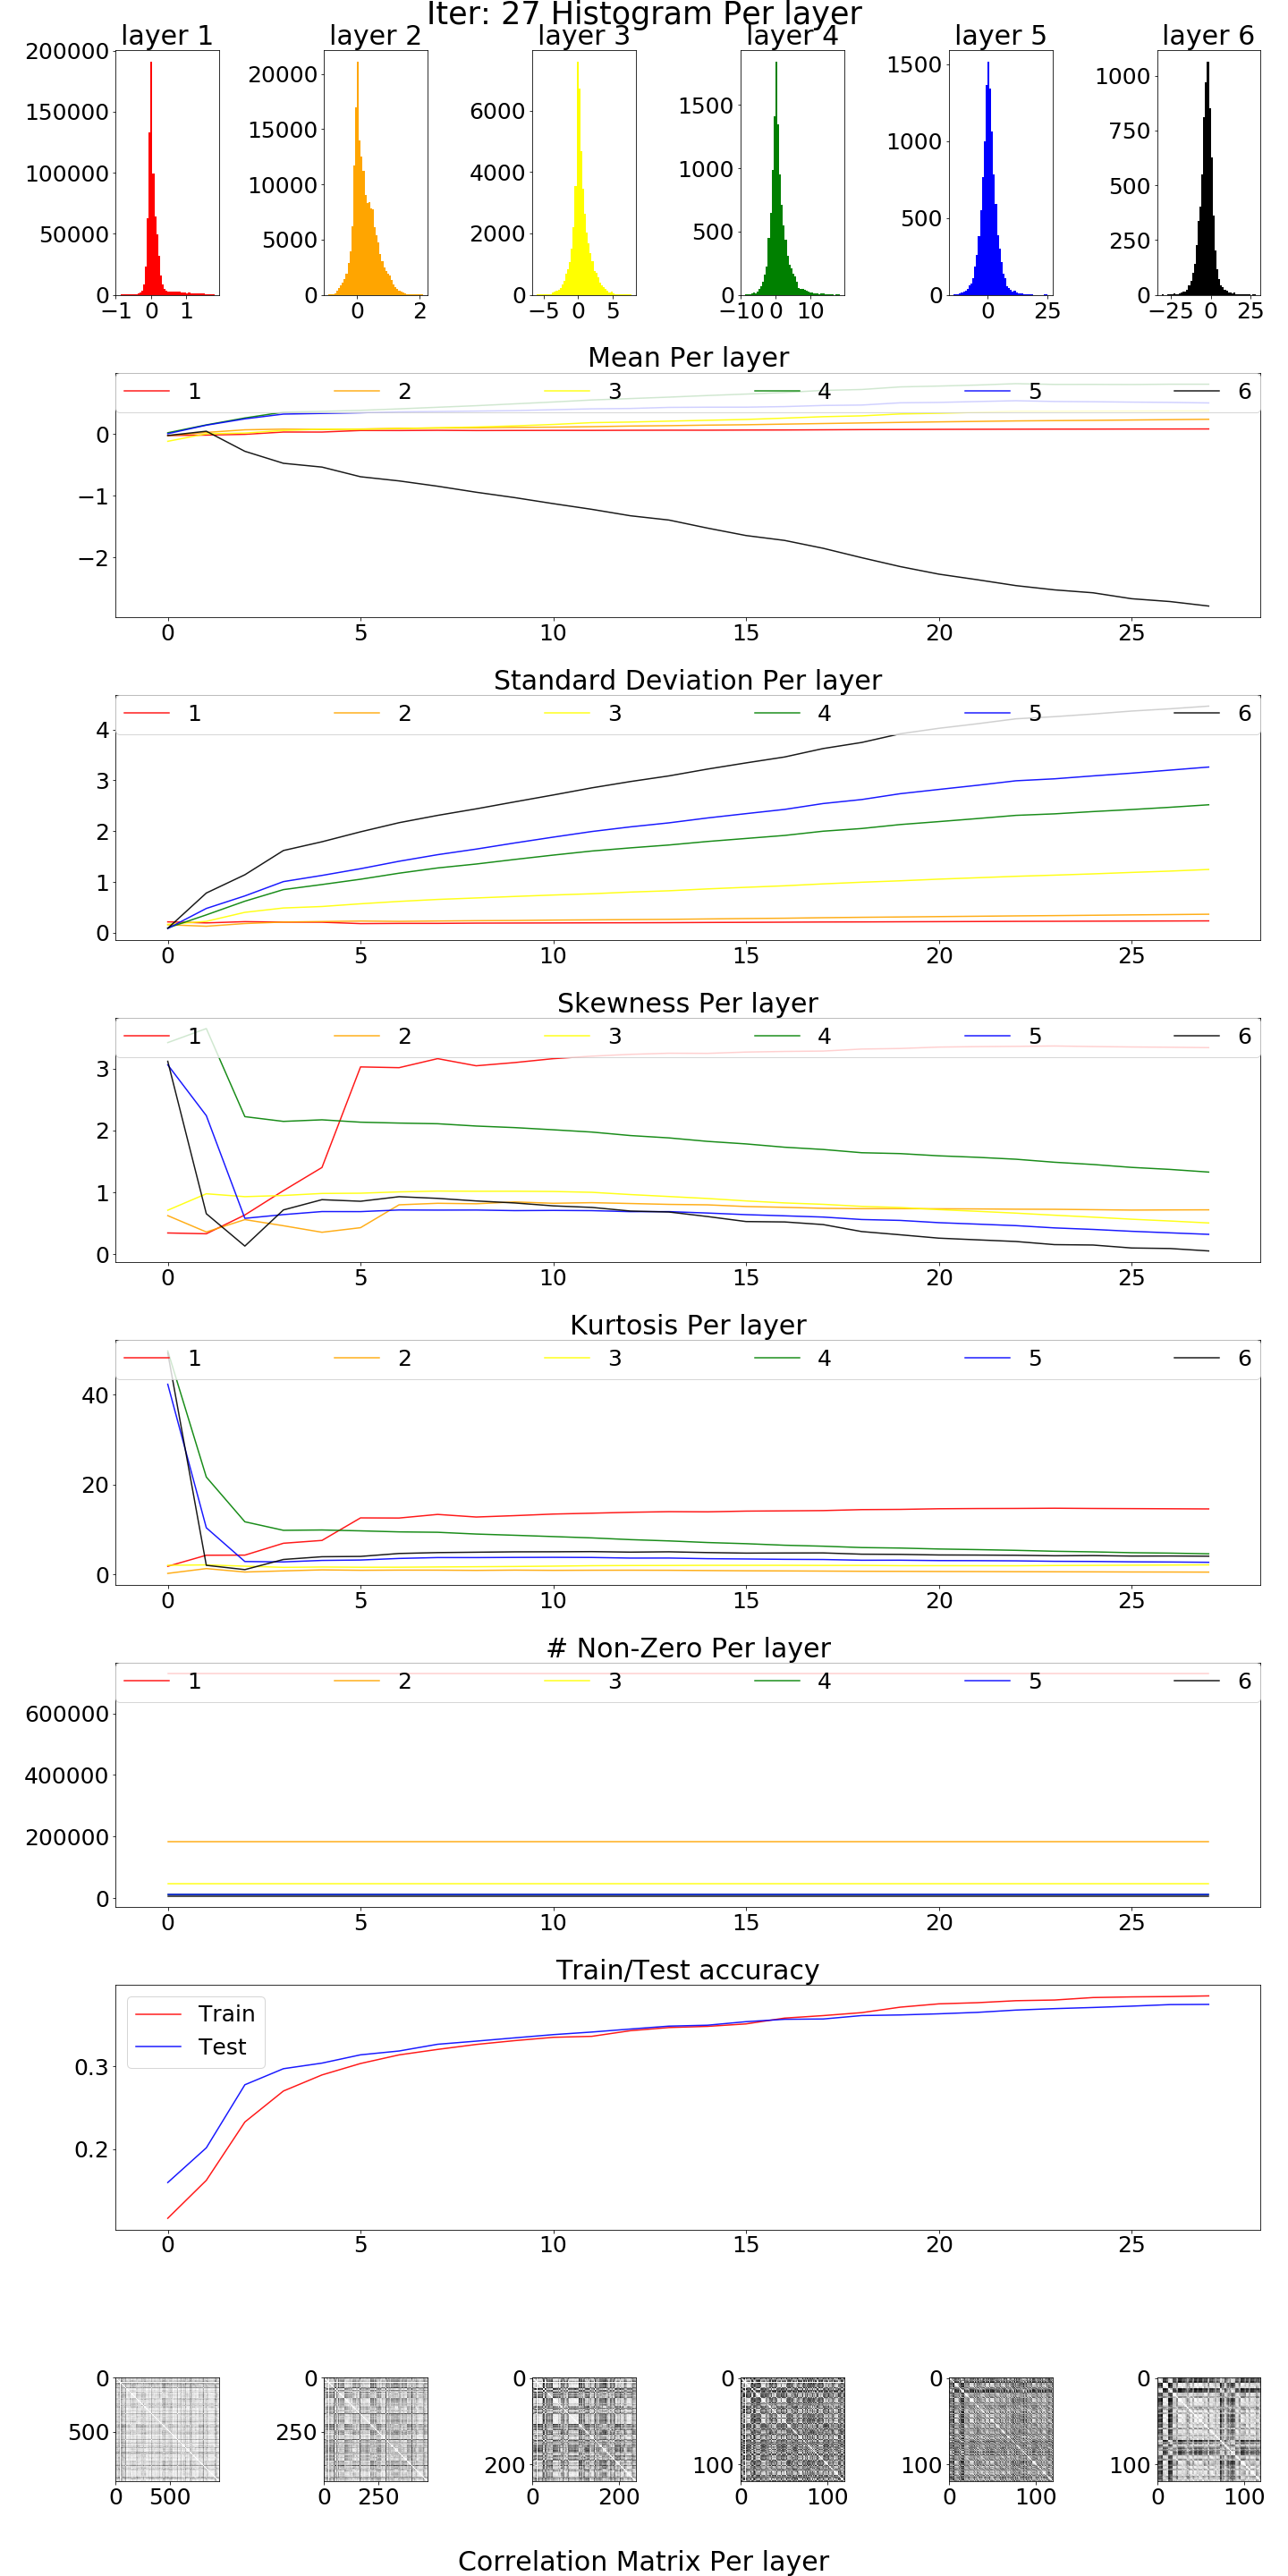 Iter: 27 Histogram Per layer
layer 1 layer 2 layer 3 layer 4 layer 5 layer 6
200000
150000
100000
50000
0
−1 0 1
20000
15000
10000
5000
0
0 2
6000
4000
2000
0
−5 0 5
1500
1000
500
0
−10 0 10
1500
1000
500
0
0 25
1000
750
500
250
0
−25 0 25
Mean Per layer
1 2 3 4 5 6
0
−1
−2
0 5 10 15 20 25
Standard Deviation Per layer
1 2 3 4 5 6
4
3
2
1
0
0 5 10 15 20 25
Skewness Per layer
1 2 3 4 5 6
3
2
1
0
0 5 10 15 20 25
Kurtosis Per layer
1 2 3 4 5 6
40
20
0
0 5 10 15 20 25
# Non-Zero Per layer
1 2 3 4 5 6
600000
400000
200000
0
0 5 10 15 20 25
Train/Test accuracy
Train
Test
0.3
0.2
0 5 10 15 20 25
0
500
0 500
0
250
0 250
0
200
0 200
0
100
0 100
0
100
0 100
0
100
0 100
Correlation Matrix Per layer